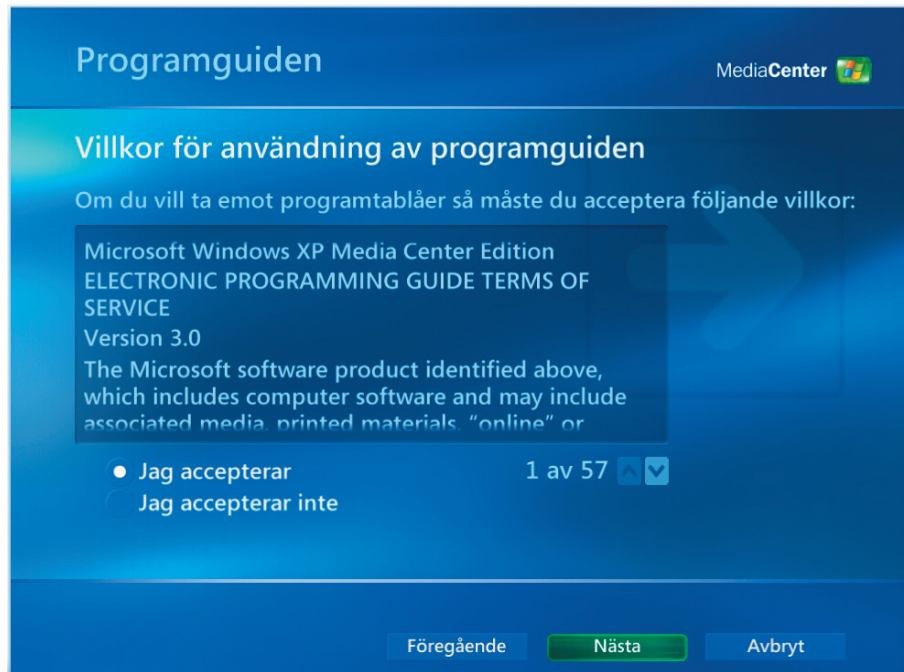 Programguiden
MediaCenter
Villkor för användning av programguiden
Om du vill ta emot programtablåer så måste du acceptera följande villkor:
Microsoft Windows XP Media Center Edition
ELECTRONIC PROGRAMMING GUIDE TERMS OF
SERVICE
Version 3.0
The Microsoft software product identified above,
which includes computer software and may include
associated media, printed materials, “online” or
Jag accepterar
1 av 57
Jag accepterar inte
Föregående
Nästa
Avbryt